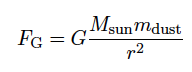 F_G = G \frac{M_{sun} m_{dust}}{r^2}